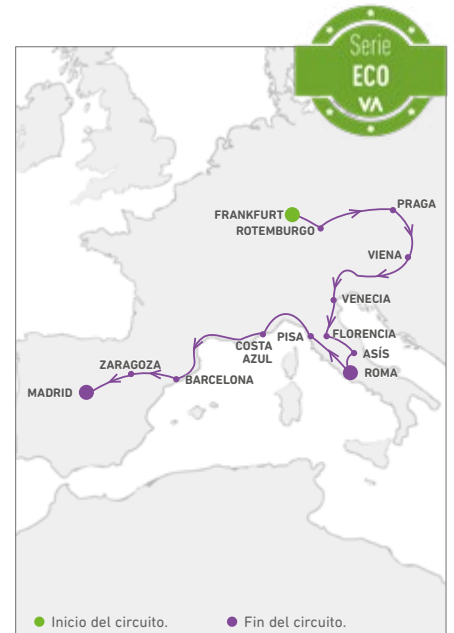 Serie
ECO
VA
PRAGA
FRANKFURT
ROTEMBURGO
VIENA
VENECIA
FLORENCIA
PISA
COSTA
AZUL
ASÍS
ROMA
ZARAGOZA
BARCELONA
MADRID
Inicio del circuito.
Fin del circuito.